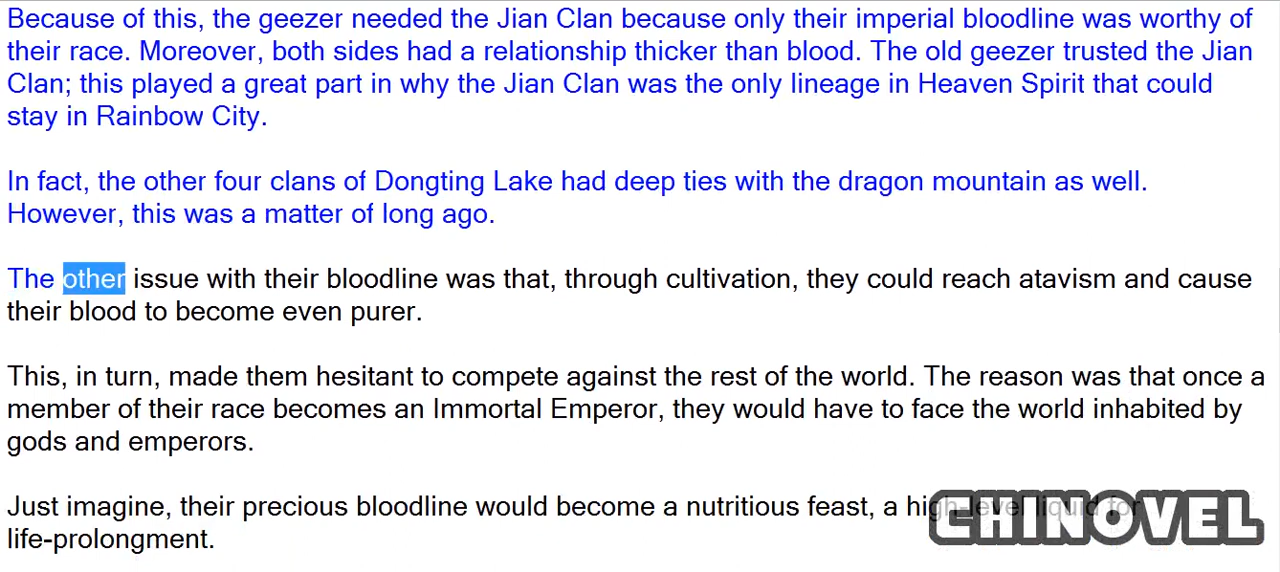 Because of this, the geezer needed the Jian Clan because only their imperial bloodline was worthy of
their race. Moreover, both sides had a relationship thicker than blood. The old geezer trusted the Jian
Clan; this played a great part in why the Jian Clan was the only lineage in Heaven Spirit that could
stay in Rainbow City.
In fact, the other four clans of Dongting Lake had deep ties with the dragon mountain as well.
However, this was a matter of long ago.
The other issue with their bloodline was that, through cultivation, they could reach atavism and cause
their blood to become even purer.
This, in turn, made them hesitant to compete against the rest of the world. The reason was that once a
member of their race becomes an Immortal Emperor, they would have to face the world inhabited by
gods and emperors.
Just imagine, their precious bloodline would become a nutritious feast, a high-level liquid for
life-prolongment.
CHINOVEL